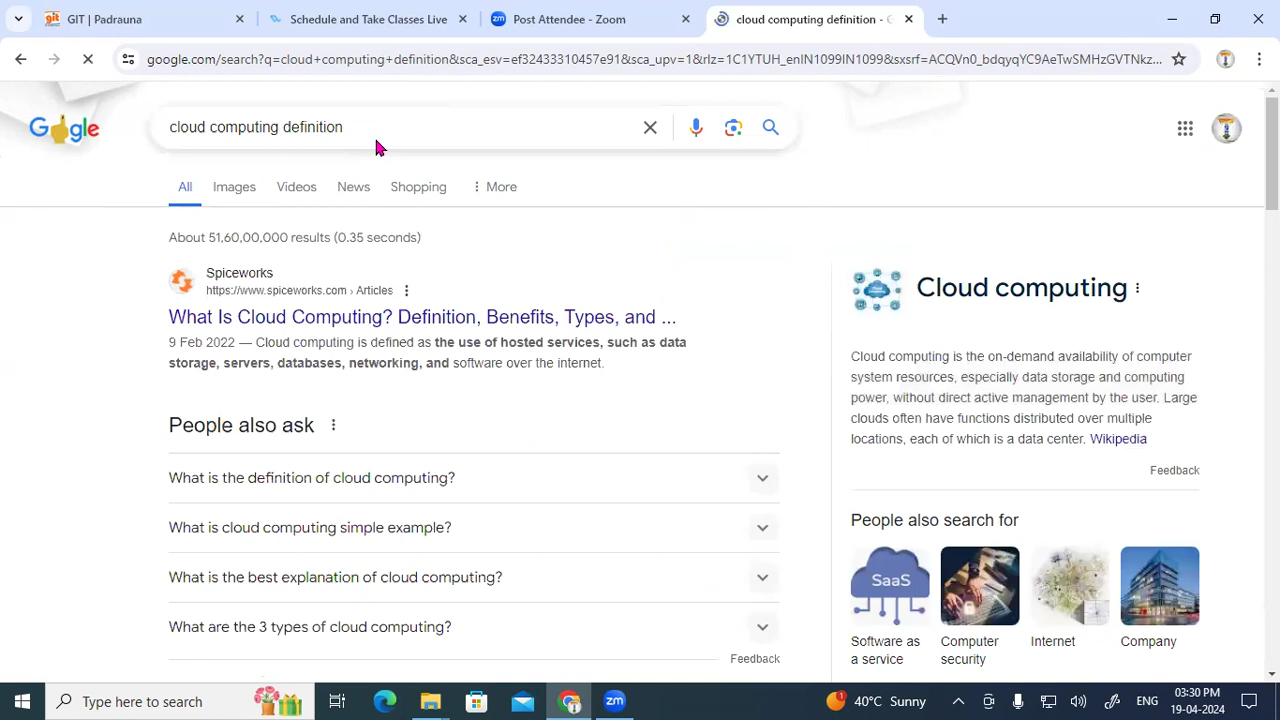 git GIT | Padrauna
Schedule and Take Classes Live
zm Post Attendee - Zoom
cloud computing definition - G
google.com/search?q=cloud+computing+definition&sca_esv=ef32433310457e91&sca_upv=1&rlz=1C1YTUH_enIN1099IN1099&sxsrf=ACQVn0_bdqyqYC9AeTwSMHzGVTNkz...
Google
cloud computing definition
All
Images
Videos
News
Shopping
More
About 51,60,00,000 results (0.35 seconds)
Spiceworks
https://www.spiceworks.com › Articles
What Is Cloud Computing? Definition, Benefits, Types, and ...
9 Feb 2022 — Cloud computing is defined as the use of hosted services, such as data
storage, servers, databases, networking, and software over the internet.
People also ask
What is the definition of cloud computing?
What is cloud computing simple example?
What is the best explanation of cloud computing?
What are the 3 types of cloud computing?
Feedback
Cloud computing
Cloud computing is the on-demand availability of computer
system resources, especially data storage and computing
power, without direct active management by the user. Large
clouds often have functions distributed over multiple
locations, each of which is a data center. Wikipedia
Feedback
People also search for
SaaS
Software as
a service
Computer
security
Internet
Company
Type here to search
zm
1
40°C Sunny
ENG
03:30 PM
19-04-2024